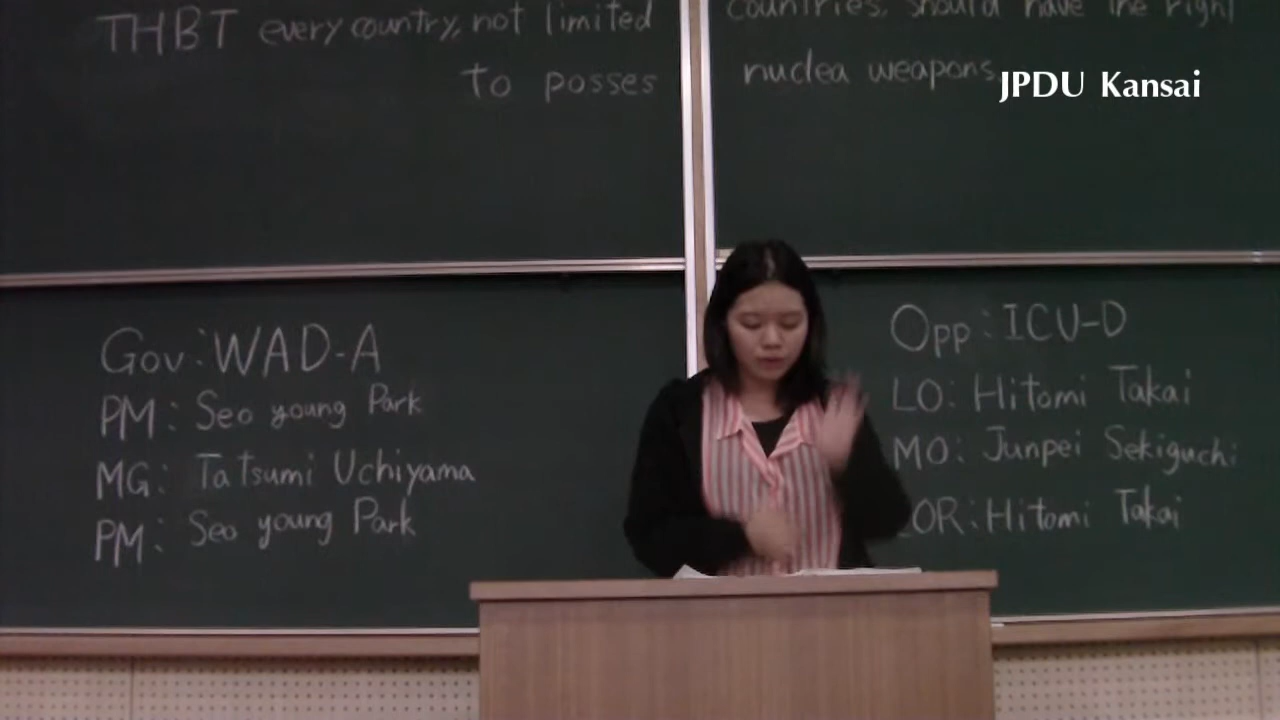 THBT every country, not limited countries, should have the right
to posses nuclea weapons
JPDU Kansai
Gov: WAD-A
PM: Seo young Park
MG: Tatsumi Uchiyama
PM: Seo young Park
Opp: ICU-D
LO: Hitomi Takai
MO: Junpei Sekiguchi
LOR: Hitomi Takai